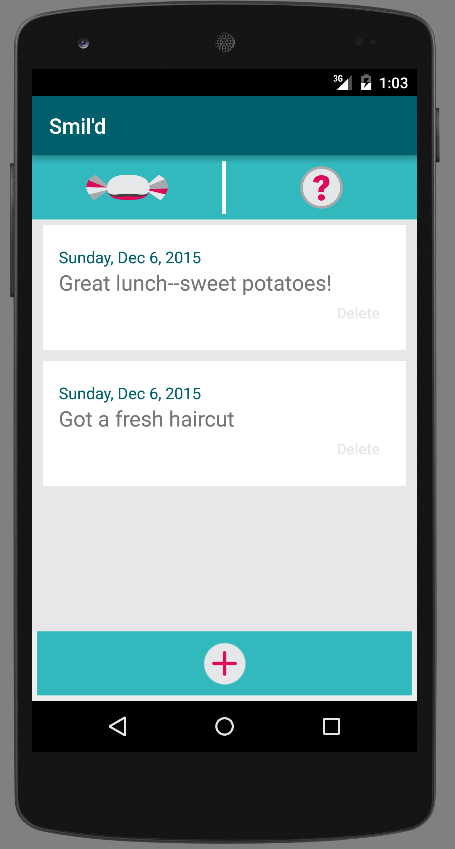 3G 1:03
Smil'd
?
Sunday, Dec 6, 2015
Great lunch--sweet potatoes!
Delete
Sunday, Dec 6, 2015
Got a fresh haircut
Delete